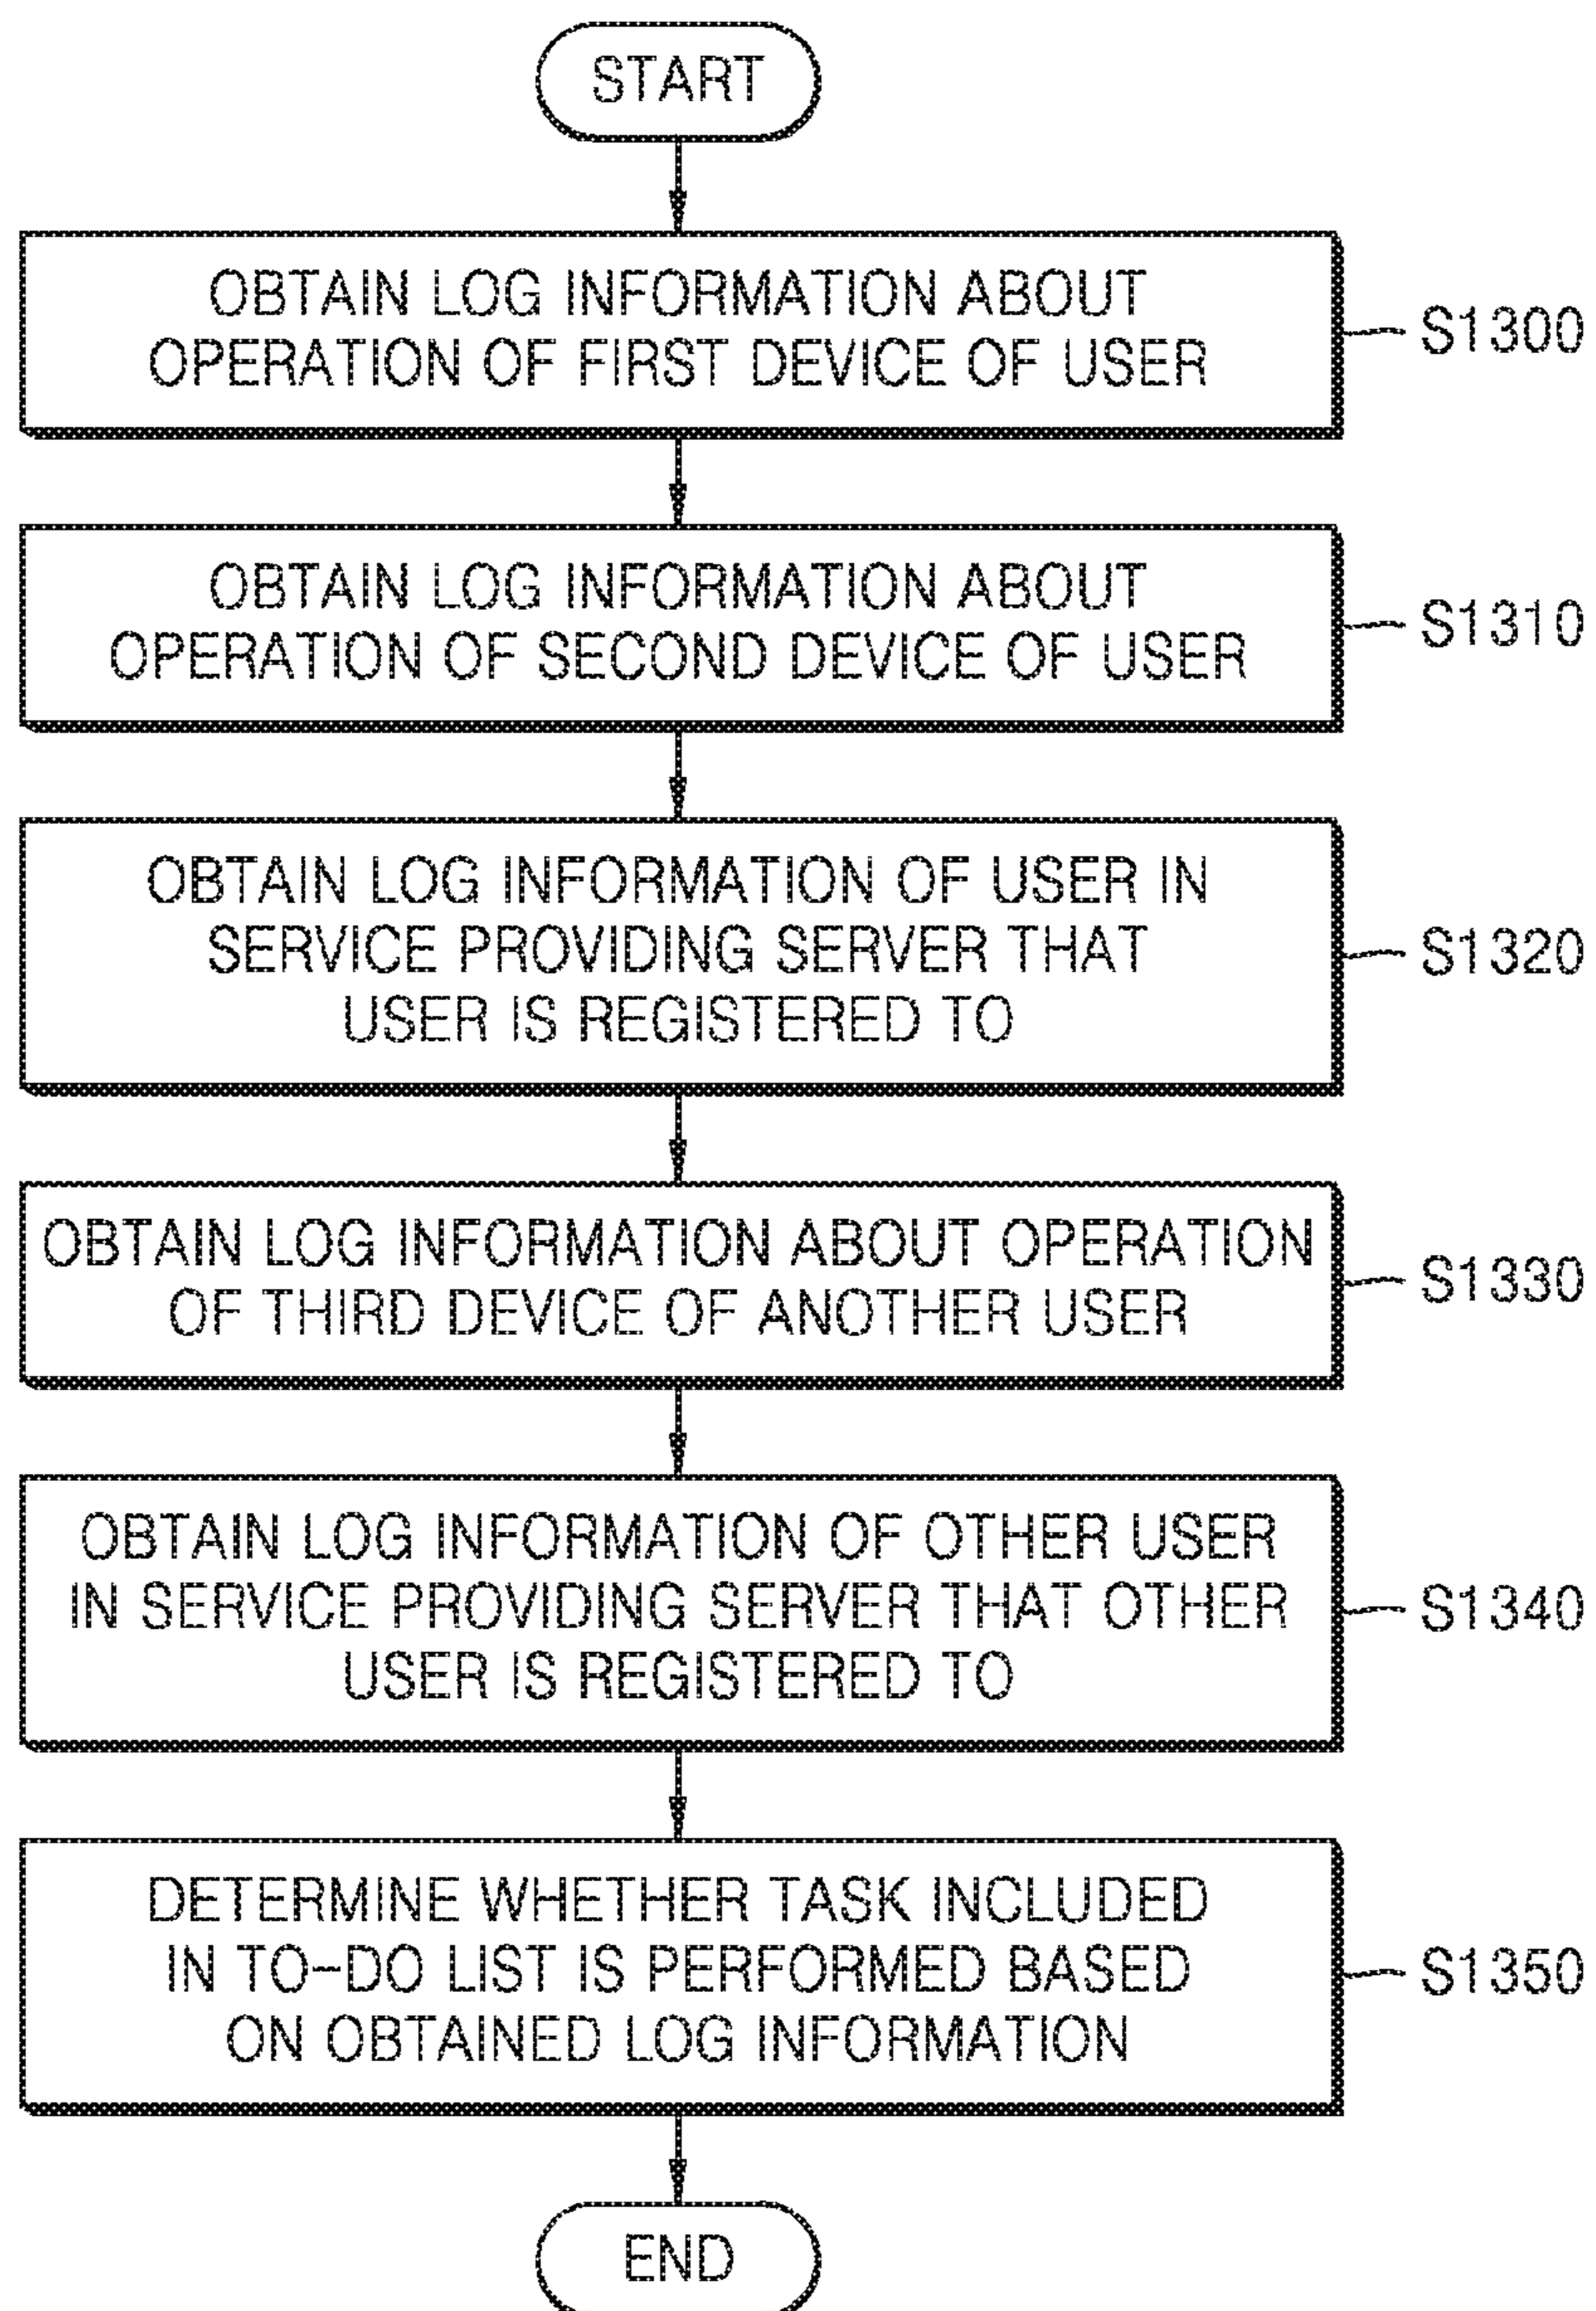 START
OBTAIN LOG INFORMATION ABOUT
OPERATION OF FIRST DEVICE OF USER
S1300
OBTAIN LOG INFORMATION ABOUT
OPERATION OF SECOND DEVICE OF USER
S1310
OBTAIN LOG INFORMATION OF USER IN
SERVICE PROVIDING SERVER THAT
USER IS REGISTERED TO
S1320
OBTAIN LOG INFORMATION ABOUT OPERATION
OF THIRD DEVICE OF ANOTHER USER
S1330
OBTAIN LOG INFORMATION OF OTHER USER
IN SERVICE PROVIDING SERVER THAT OTHER
USER IS REGISTERED TO
S1340
DETERMINE WHETHER TASK INCLUDED
IN TO-DO LIST IS PERFORMED BASED
ON OBTAINED LOG INFORMATION
S1350
END